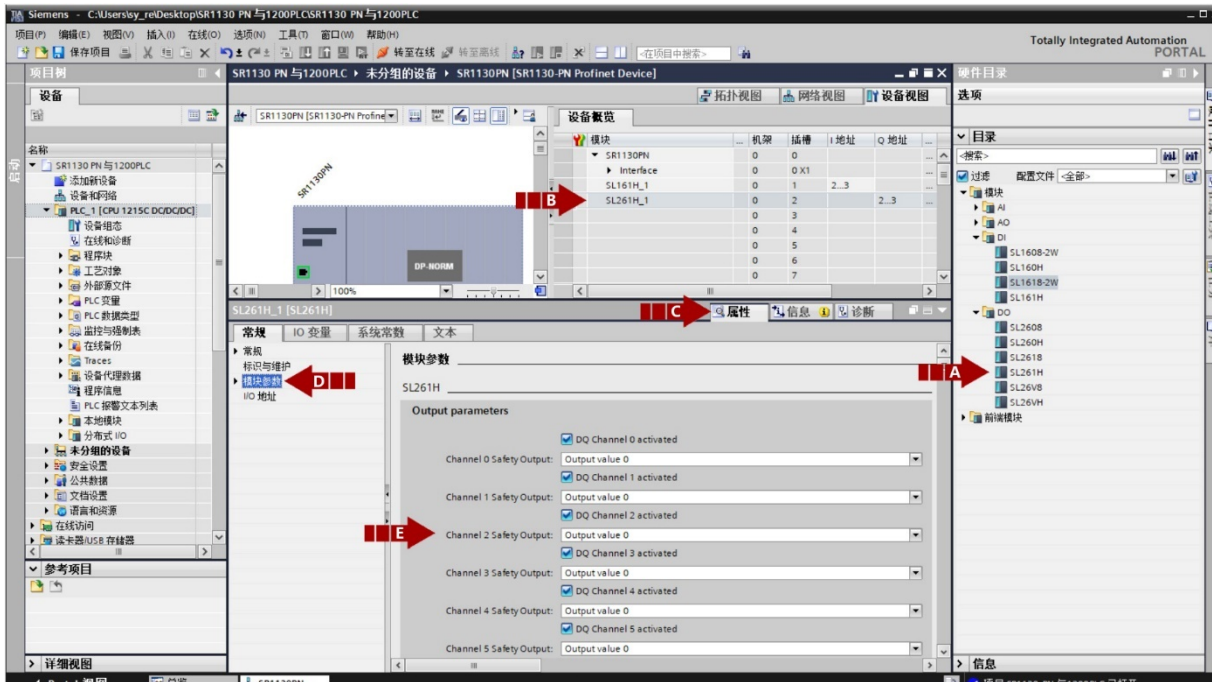 Siemens - C:\Users\sy_re\Desktop\SR1130 PN 与1200PLC\SR1130 PN 与1200PLC
项目(P) 编辑(E) 视图(V) 插入(I) 在线(O) 选项(N) 工具(T) 窗口(W) 帮助(H)
Totally Integrated Automation
PORTAL
保存项目 转至在线 转至离线 <在项目中搜索>
项目树
SR1130 PN 与1200PLC 未分组的设备 SR1130PN [SR1130-PN Profinet Device]
硬件目录
设备
拓扑视图 网络视图 设备视图
选项
SR1130PN [SR1130-PN Profine
设备概览
名称
SR1130 PN 与1200PLC
添加新设备
设备和网络
PLC_1 [CPU 1215C DC/DC/DC]
设备组态
在线和诊断
程序块
工艺对象
外部源文件
PLC 变量
PLC 数据类型
监控与强制表
在线备份
Traces
设备代理数据
程序信息
PLC 报警文本列表
本地模块
分布式 I/O
未分组的设备
安全设置
公共数据
文档设置
语言和资源
在线访问
读卡器/USB 存储器
参考项目
详细视图
SR1130PN
DP-NORM
100%
模块 ... 机架 插槽 I 地址 Q 地址 ...
SR1130PN 0 0
Interface 0 0 X1
SL161H_1 0 1 2...3
B
SL261H_1 0 2 2...3
0 3
0 4
0 5
0 6
0 7
目录
<搜索>
过滤 配置文件 <全部>
模块
AI
AO
DI
SL1608-2W
SL160H
SL1618-2W
SL161H
DO
SL2608
SL260H
SL2618
A
SL261H
SL26V8
SL26VH
前端模块
信息
SL261H_1 [SL261H]
C
属性 信息 诊断
常规 IO 变量 系统常数 文本
常规
标识与维护
模块参数
D
I/O 地址
模块参数
SL261H
Output parameters
DQ Channel 0 activated
Channel 0 Safety Output: Output value 0
DQ Channel 1 activated
Channel 1 Safety Output: Output value 0
DQ Channel 2 activated
E
Channel 2 Safety Output: Output value 0
DQ Channel 3 activated
Channel 3 Safety Output: Output value 0
DQ Channel 4 activated
Channel 4 Safety Output: Output value 0
DQ Channel 5 activated
Channel 5 Safety Output: Output value 0